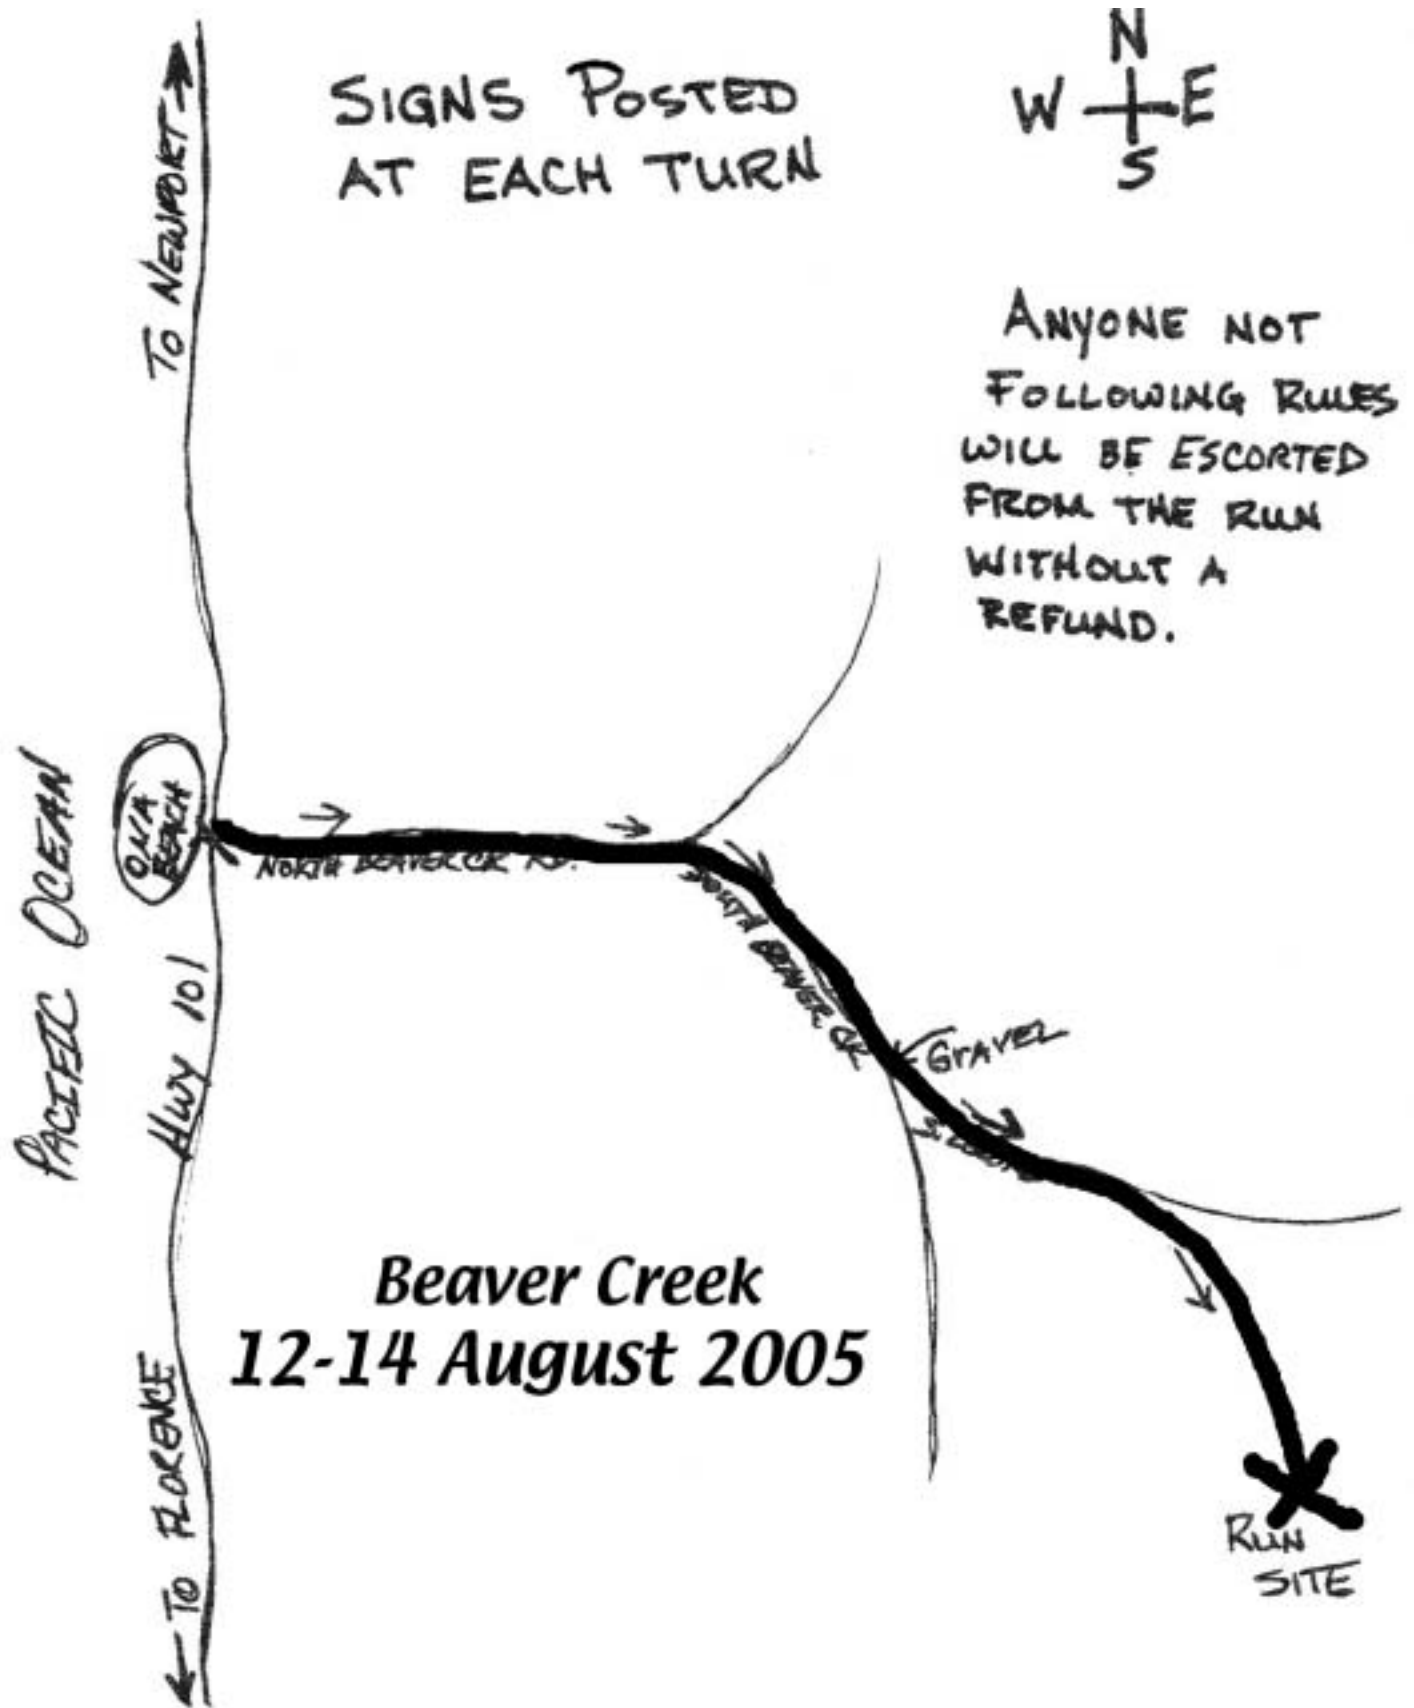 N
W E
S
SIGNS POSTED
AT EACH TURN
TO NEWPORT
ANYONE NOT
FOLLOWING RULES
WILL BE ESCORTED
FROM THE RUN
WITHOUT A
REFUND.
PACIFIC OCEAN
ONA
BEACH
NORTH BEAVER CR RD.
SOUTH BEAVER CR
GRAVEL
HWY 101
Beaver Creek
12-14 August 2005
TO FLORENCE
RUN
SITE